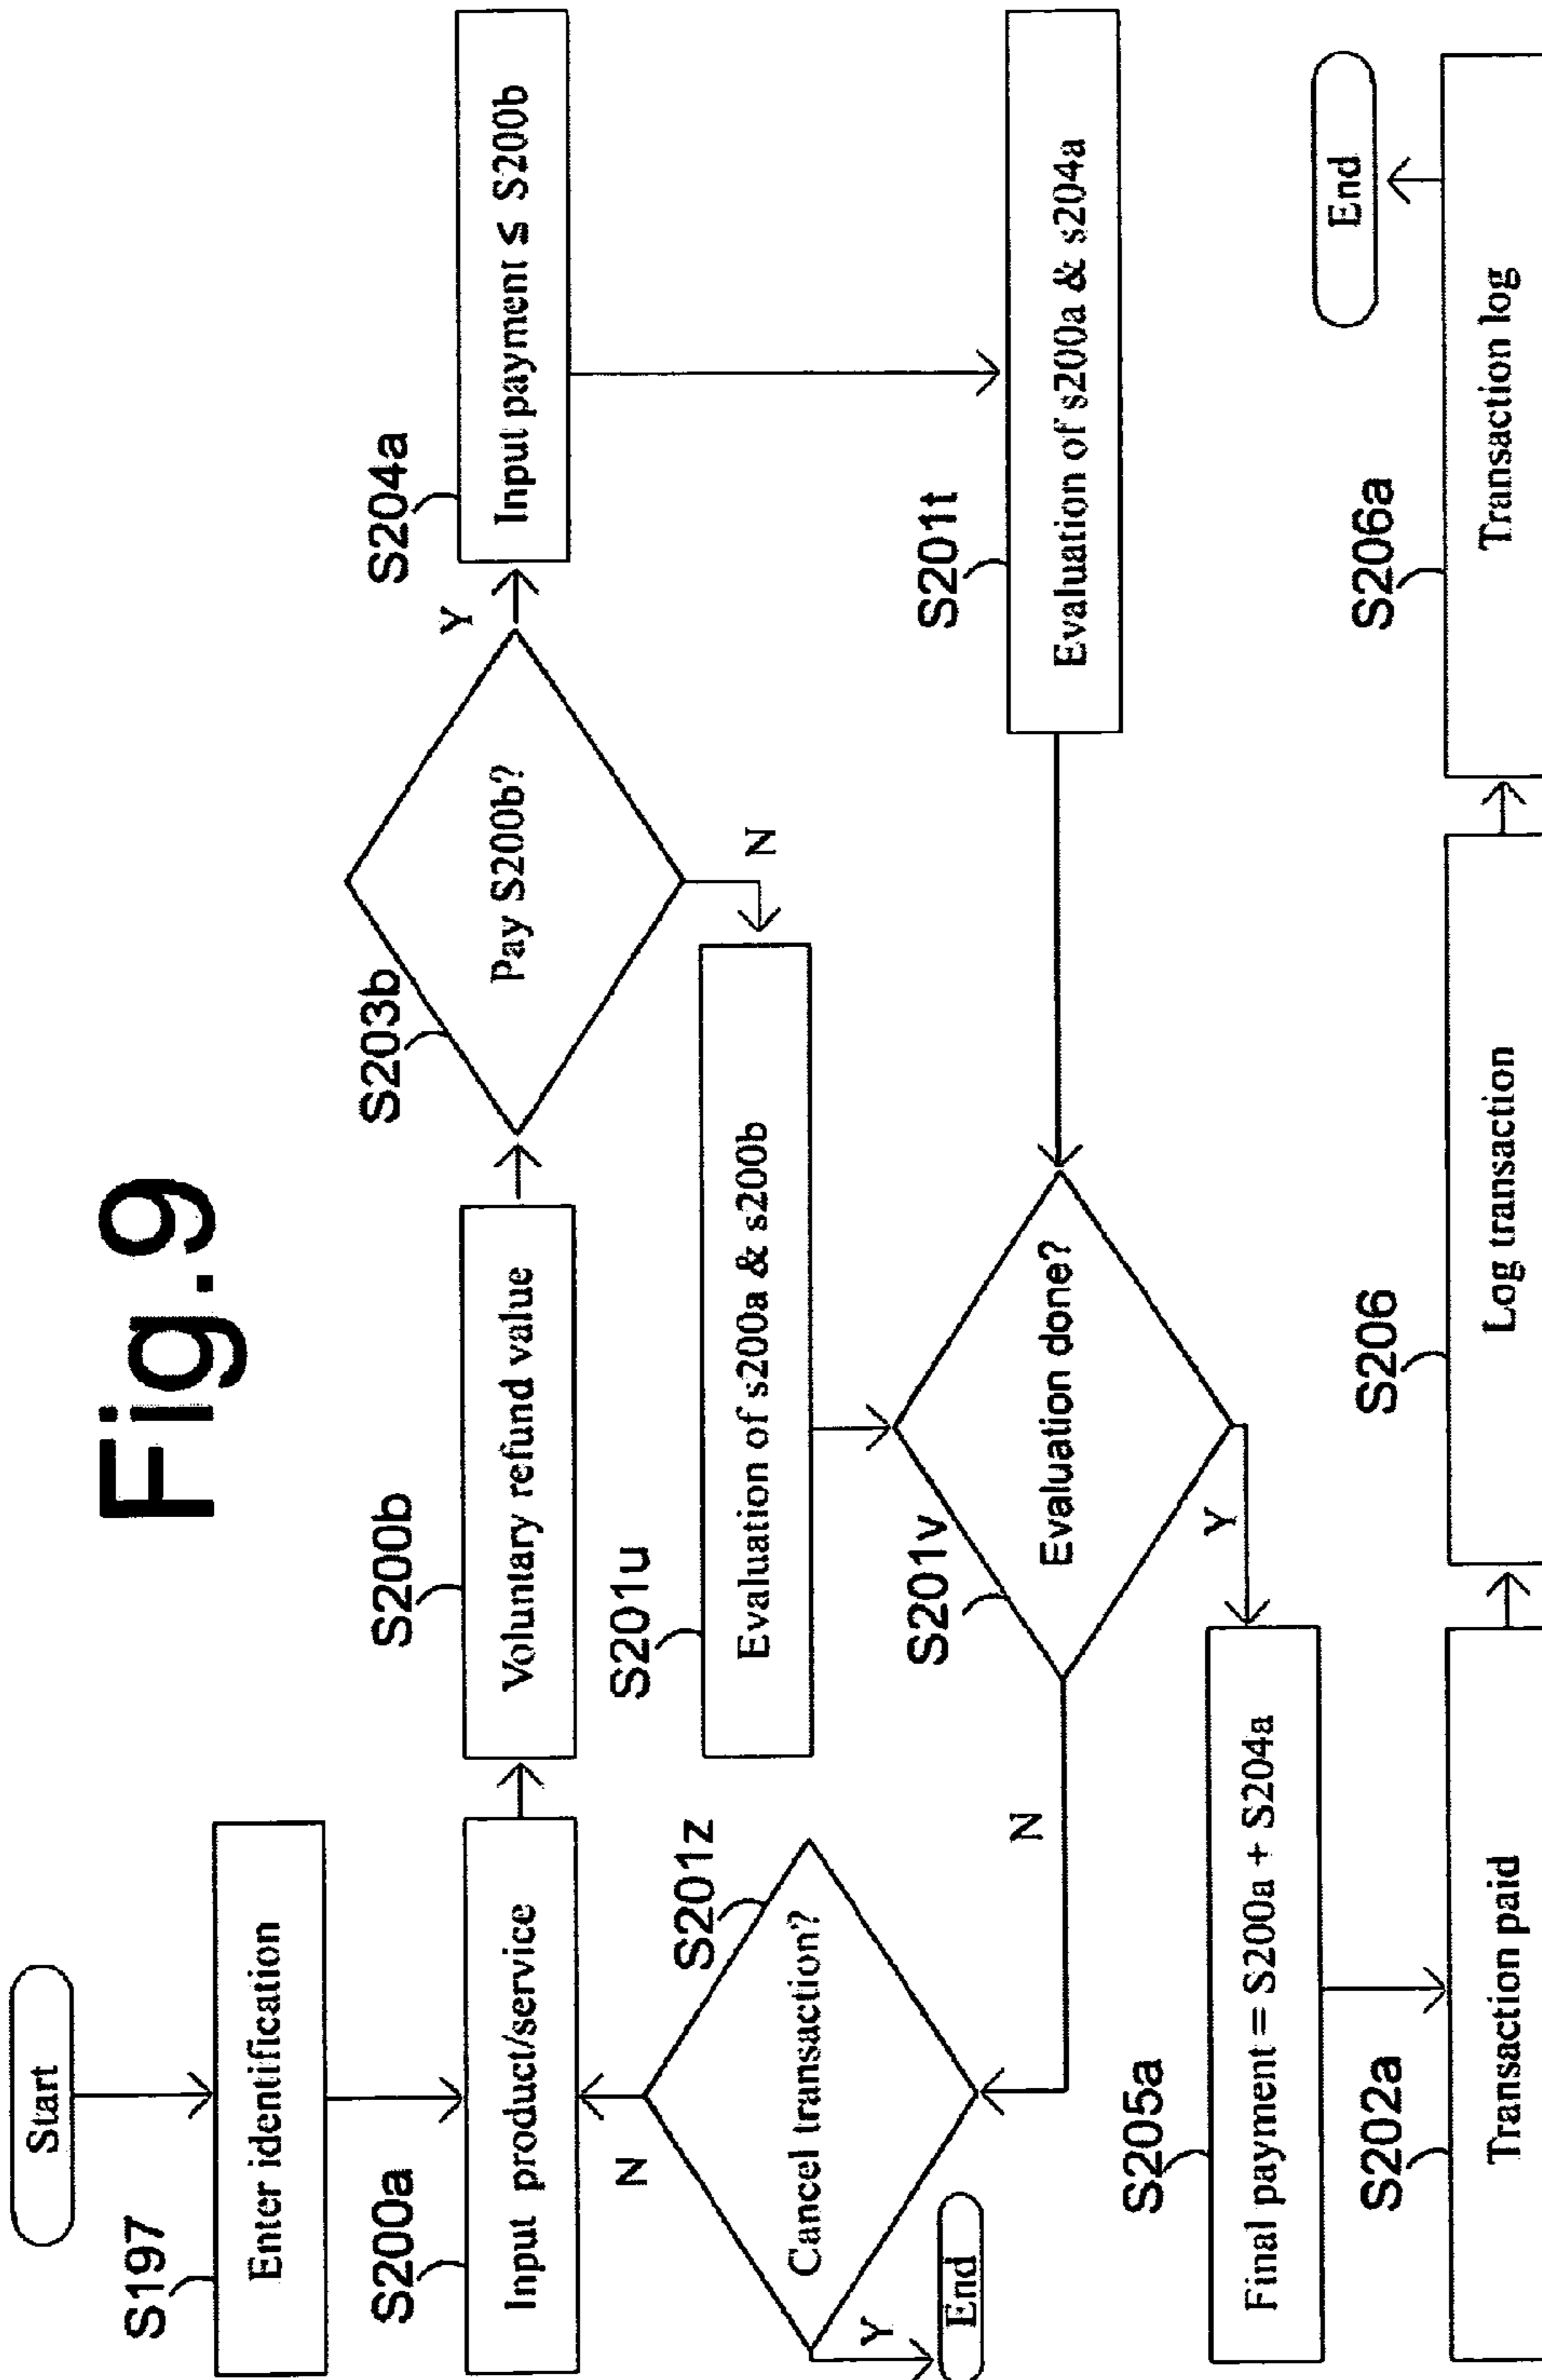 Fig.9
Start
S197
Enter identification
S200a
Input product/service
S200b
Voluntary refund value
S203b
Pay S200b?
Y
N
S204a
Input payment ≤ S200b
S201u
Evaluation of s200a & s200b
S201t
Evaluation of s200a & s204a
S201v
Evaluation done?
N
Y
S201z
Cancel transaction?
N
Y
End
S205a
Final payment = S200a + S204a
S202a
Transaction paid
S206
Log transaction
S206a
Transaction log
End